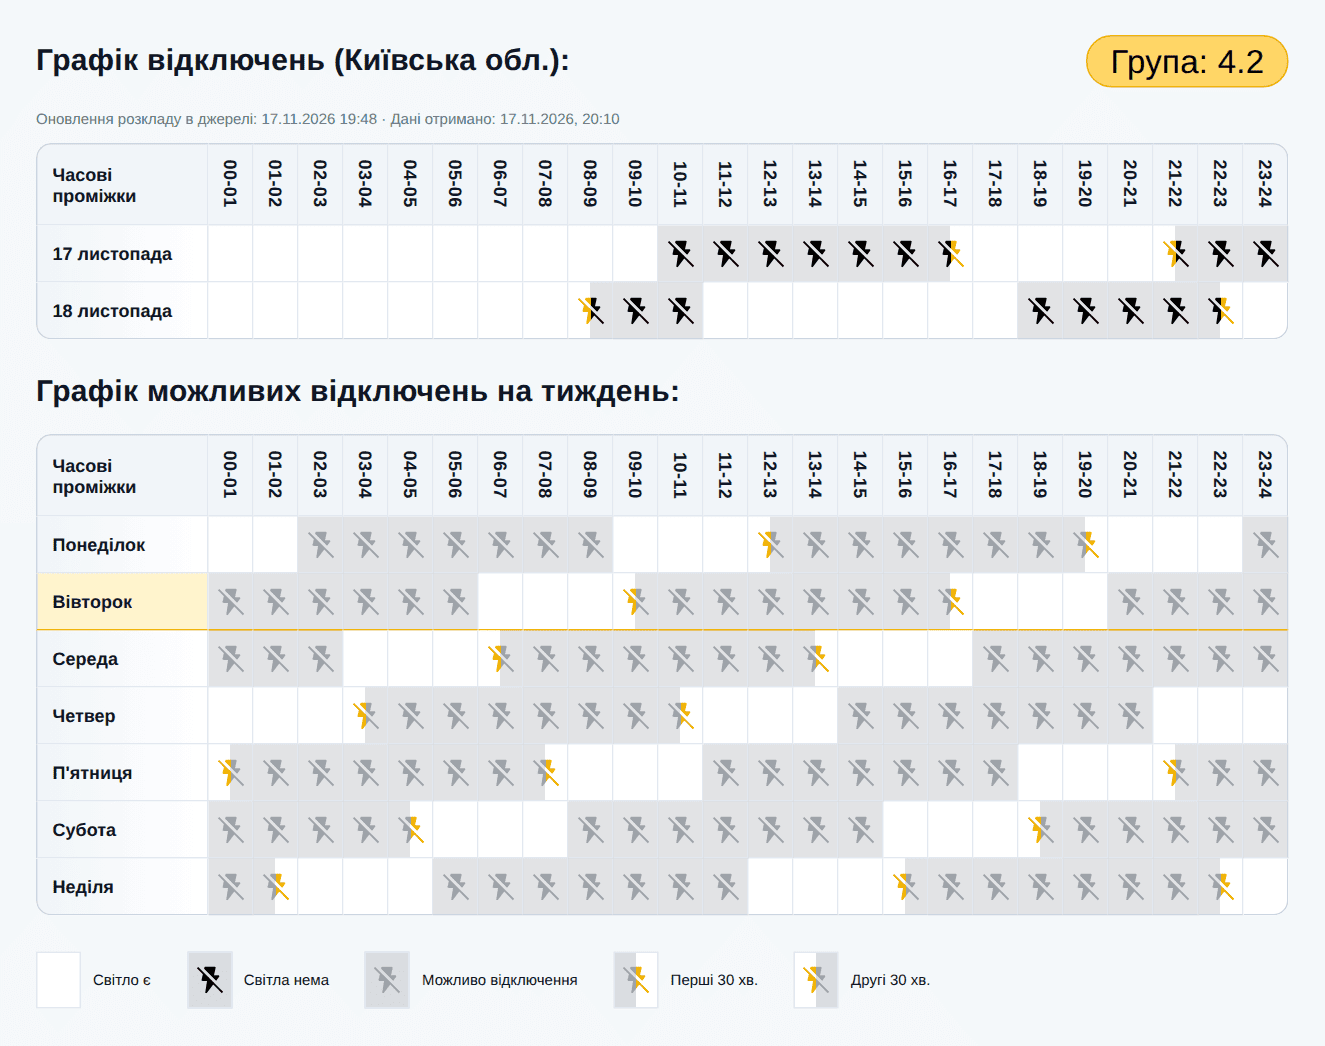 Графік відключень (Київська обл.):
Група: 4.2
Оновлення розкладу в джерелі: 17.11.2026 19:48 · Дані отримано: 17.11.2026, 20:10
Часові проміжки 00-01 01-02 02-03 03-04 04-05 05-06 06-07 07-08 08-09 09-10 10-11 11-12 12-13 13-14 14-15 15-16 16-17 17-18 18-19 19-20 20-21 21-22 22-23 23-24
17 листопада
18 листопада
Графік можливих відключень на тиждень:
Часові проміжки 00-01 01-02 02-03 03-04 04-05 05-06 06-07 07-08 08-09 09-10 10-11 11-12 12-13 13-14 14-15 15-16 16-17 17-18 18-19 19-20 20-21 21-22 22-23 23-24
Понеділок
Вівторок
Середа
Четвер
П'ятниця
Субота
Неділя
Світло є Світла нема Можливо відключення Перші 30 хв. Другі 30 хв.